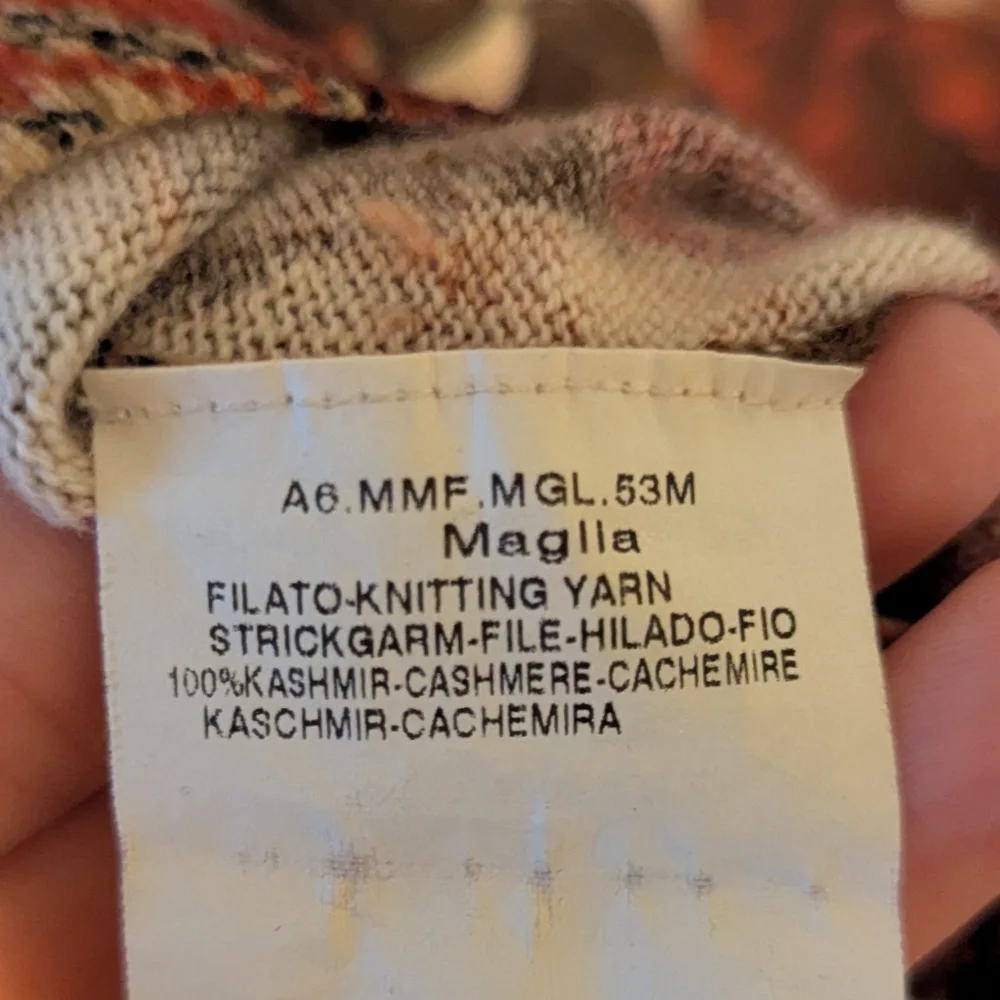 A6.MMF.MGL.53M
Maglia
FILATO-KNITTING YARN
STRICKGARM-FILE-HILADO-FIO
100%KASHMIR-CASHMERE-CACHEMIRE
KASCHMIR-CACHEMIRA